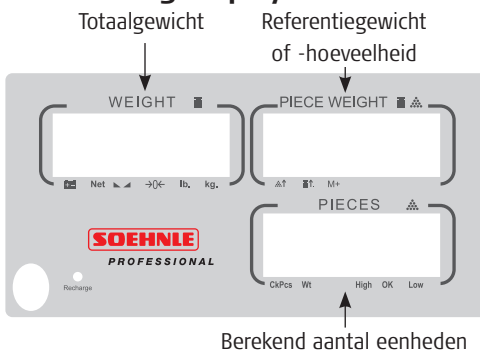 Totaalgewicht
Referentiegewicht
of -hoeveelheid
WEIGHT
PIECE WEIGHT
Net lb. kg.
M+
PIECES
SOEHNLE
PROFESSIONAL
Recharge
CkPcs Wt High OK Low
Berekend aantal eenheden